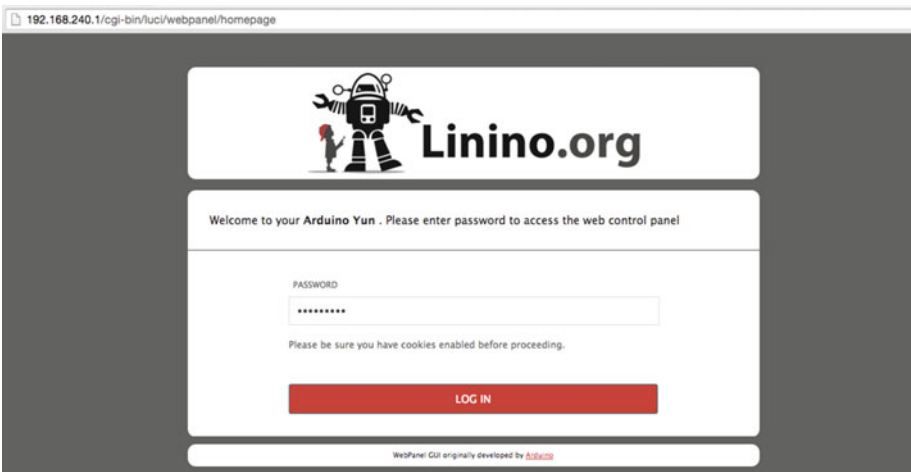 192.168.240.1/cgi-bin/luci/webpanel/homepage
Linino.org
Welcome to your Arduino Yun . Please enter password to access the web control panel
PASSWORD
•••••••••
Please be sure you have cookies enabled before proceeding.
LOG IN
WebPanel GUI originally developed by Arduino